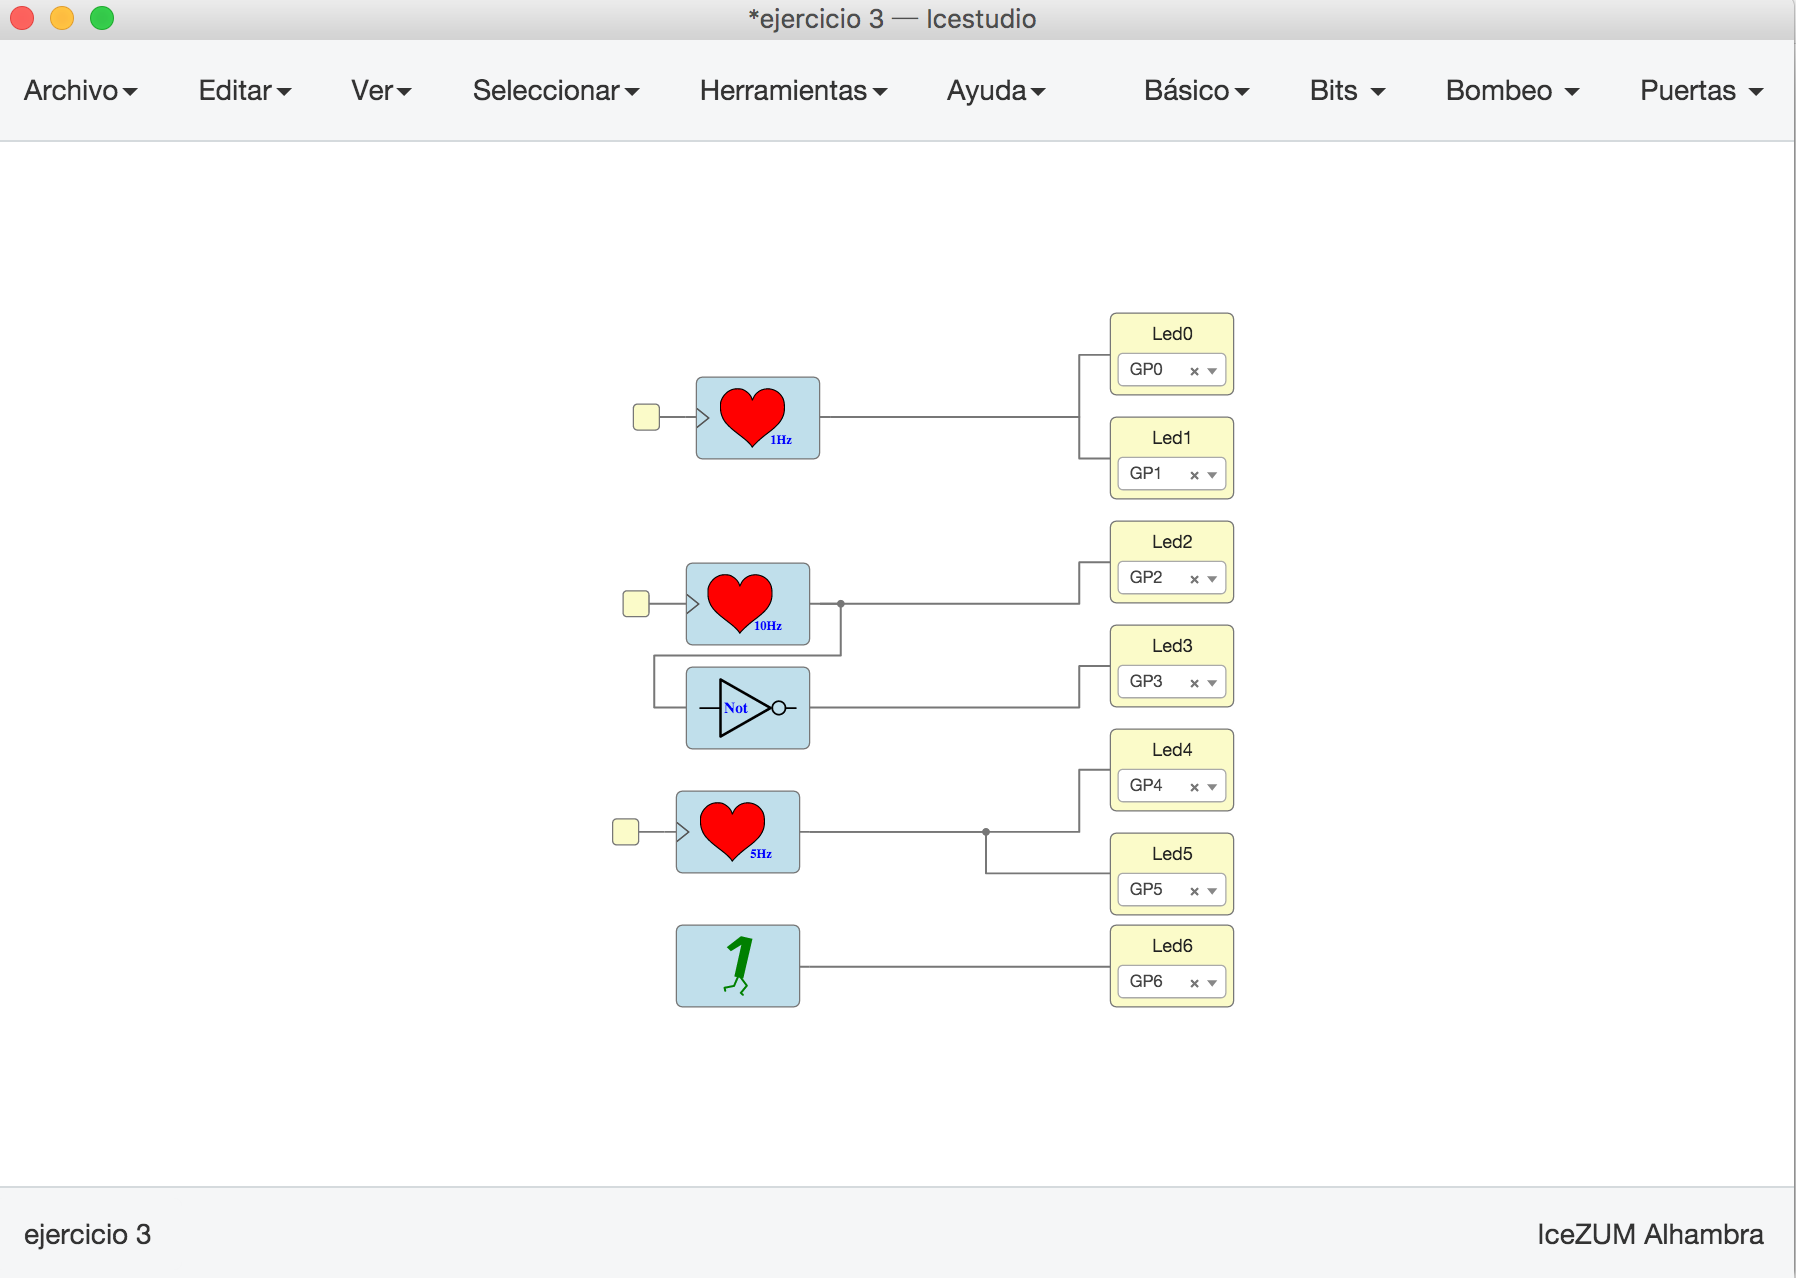 *ejercicio 3 — Icestudio
Archivo Editar Ver Seleccionar Herramientas Ayuda Básico Bits Bombeo Puertas
Led0
GP0 ×
1Hz
Led1
GP1 ×
Led2
GP2 ×
10Hz
Led3
GP3 ×
Not
Led4
GP4 ×
5Hz
Led5
GP5 ×
1
Led6
GP6 ×
ejercicio 3 IceZUM Alhambra